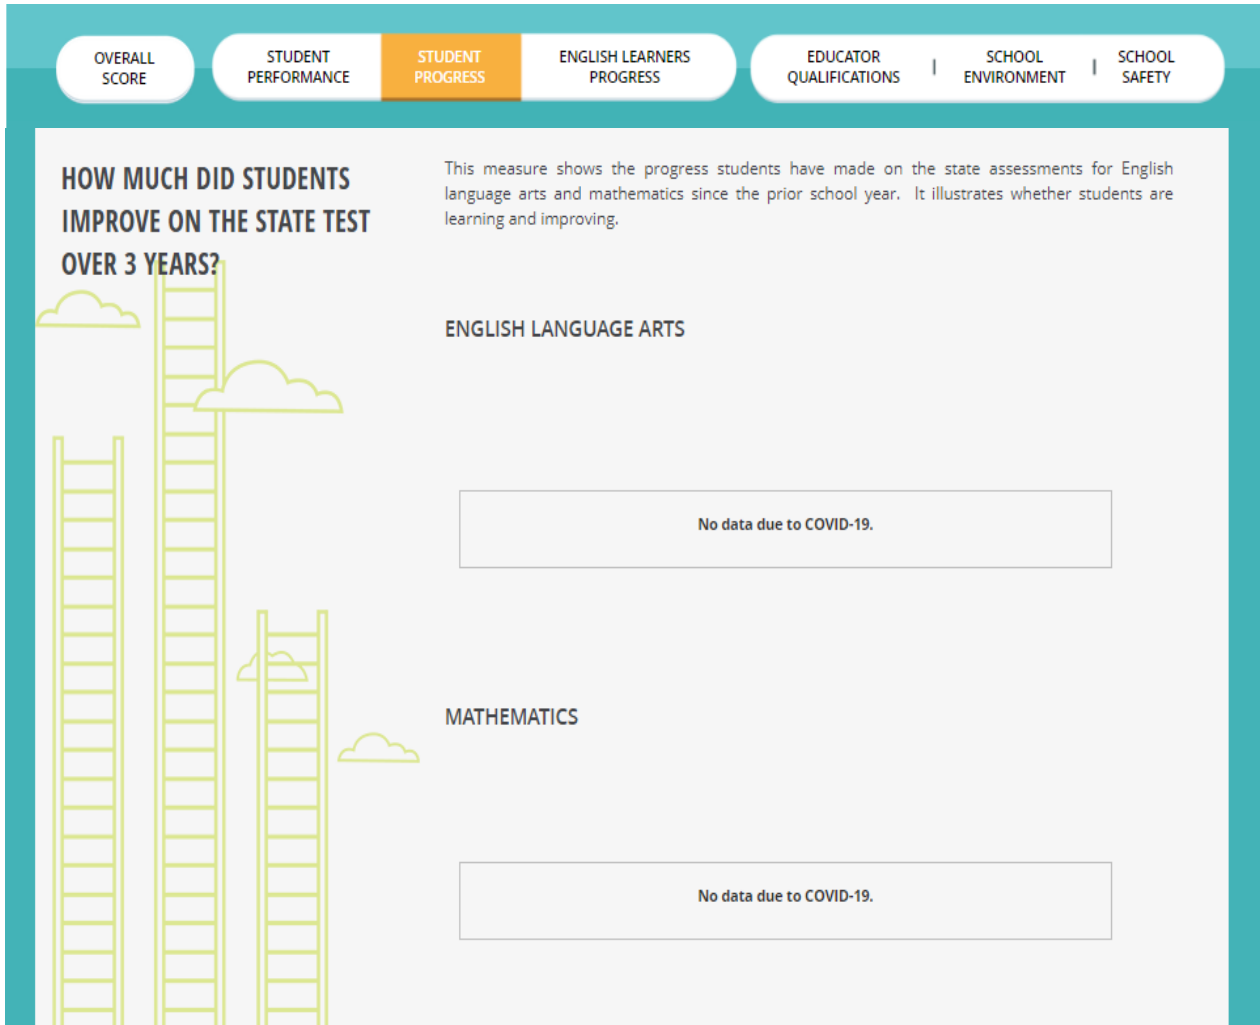 OVERALL
SCORE
STUDENT
PERFORMANCE
STUDENT
PROGRESS
ENGLISH LEARNERS
PROGRESS
EDUCATOR
QUALIFICATIONS
SCHOOL
ENVIRONMENT
SCHOOL
SAFETY
HOW MUCH DID STUDENTS
IMPROVE ON THE STATE TEST
OVER 3 YEARS?
This measure shows the progress students have made on the state assessments for English
language arts and mathematics since the prior school year. It illustrates whether students are
learning and improving.
ENGLISH LANGUAGE ARTS
No data due to COVID-19.
MATHEMATICS
No data due to COVID-19.